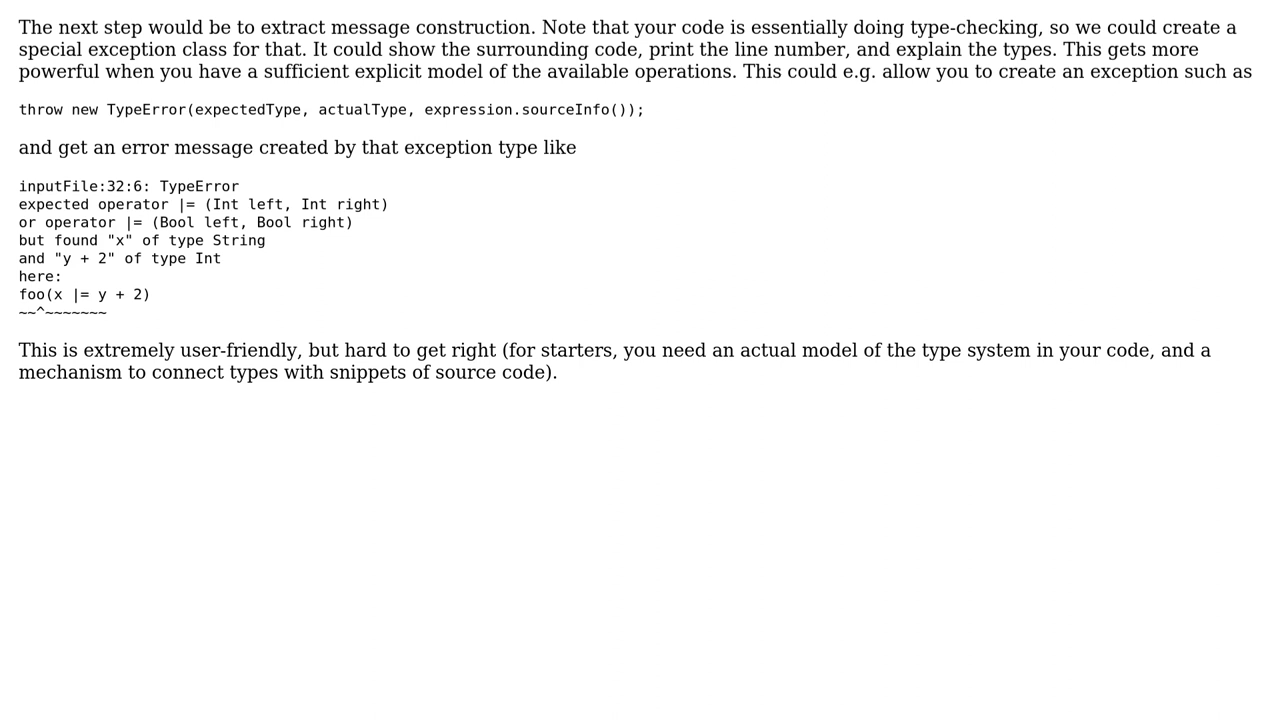 The next step would be to extract message construction. Note that your code is essentially doing type-checking, so we could create a
special exception class for that. It could show the surrounding code, print the line number, and explain the types. This gets more
powerful when you have a sufficient explicit model of the available operations. This could e.g. allow you to create an exception such as
throw new TypeError(expectedType, actualType, expression.sourceInfo());
and get an error message created by that exception type like
inputFile:32:6: TypeError
expected operator |= (Int left, Int right)
or operator |= (Bool left, Bool right)
but found "x" of type String
and "y + 2" of type Int
here:
foo(x |= y + 2)
~~^~~~~~~~
This is extremely user-friendly, but hard to get right (for starters, you need an actual model of the type system in your code, and a
mechanism to connect types with snippets of source code).